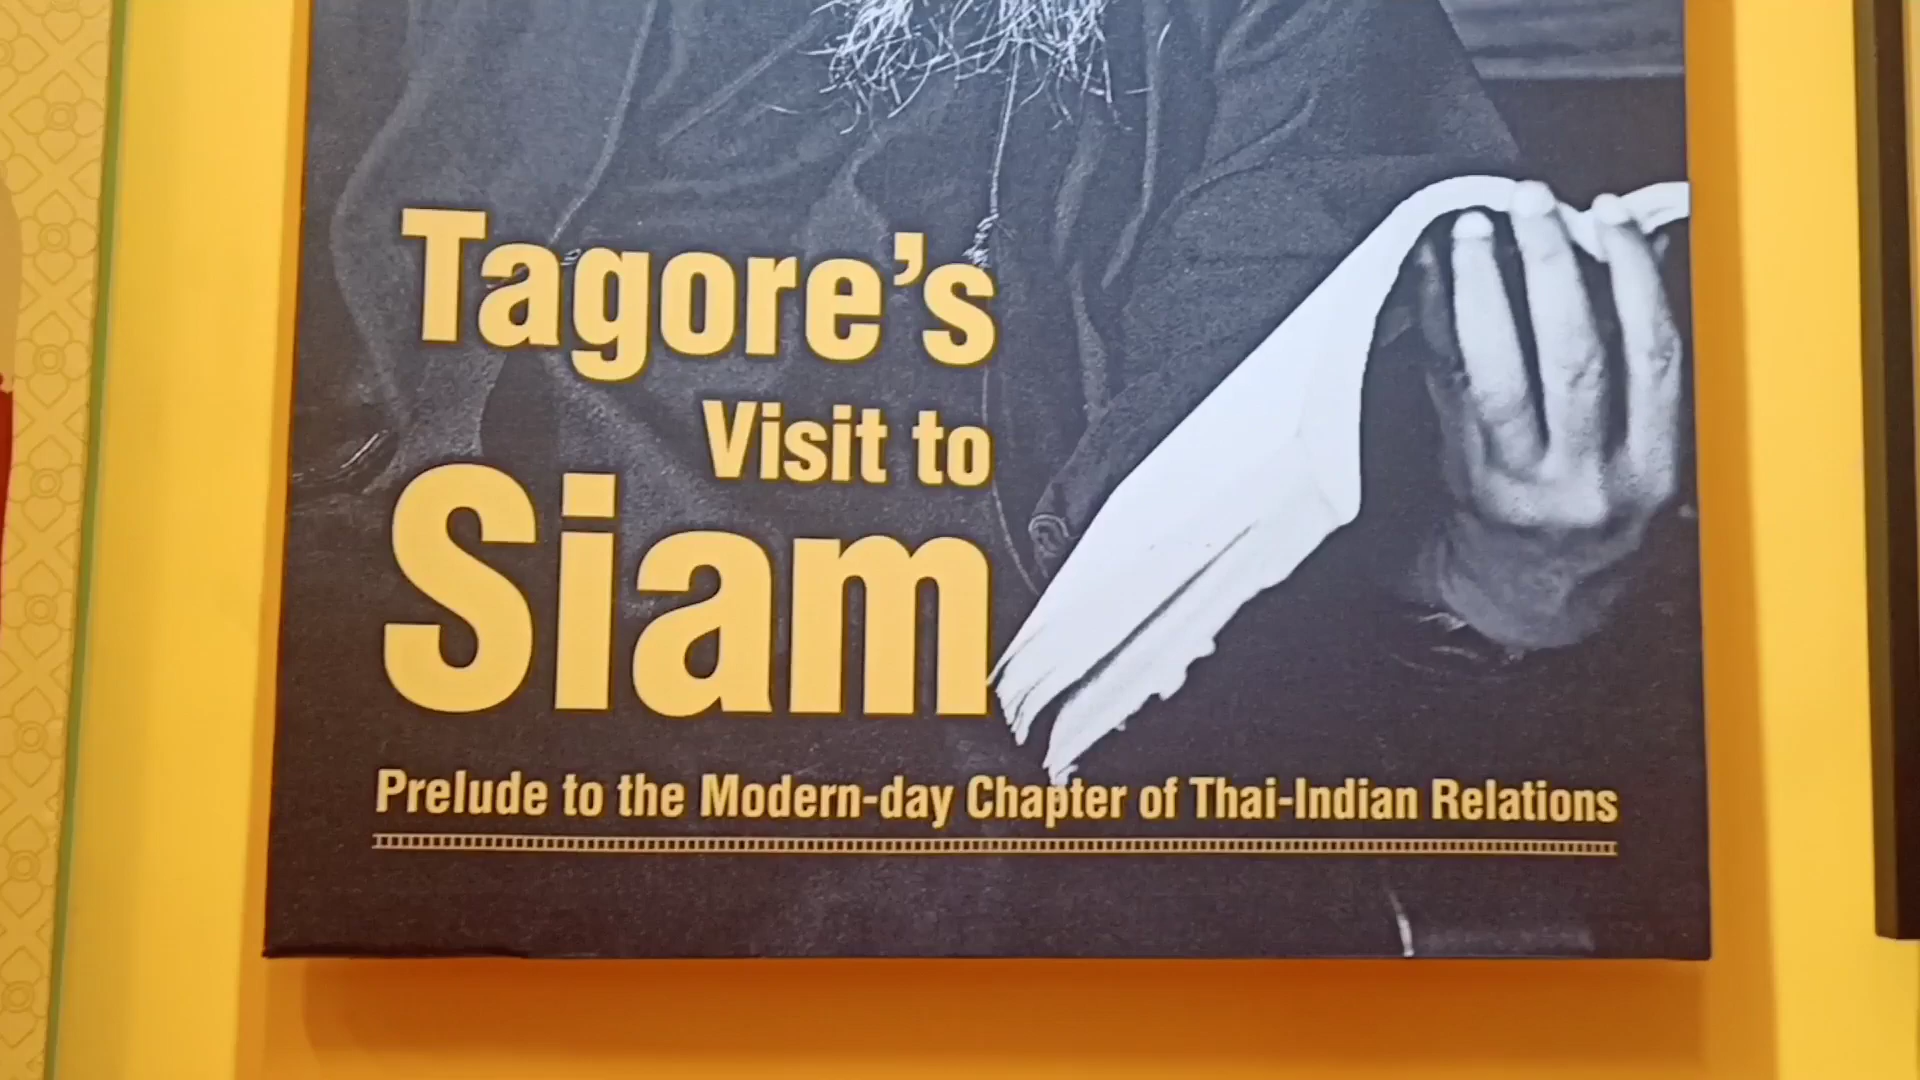 Tagore’s
Visit to
Siam
Prelude to the Modern-day Chapter of Thai-Indian Relations